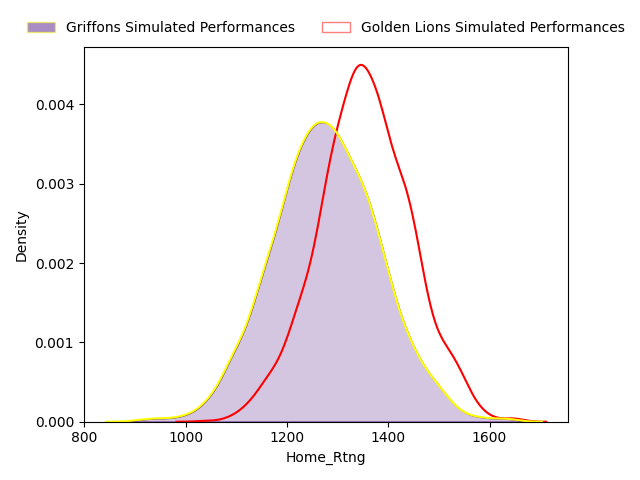 Griffons Simulated Performances
Golden Lions Simulated Performances
0.004
0.003
0.002
0.001
0.000
Density
800
1000
1200
1400
1600
Home_Rtng